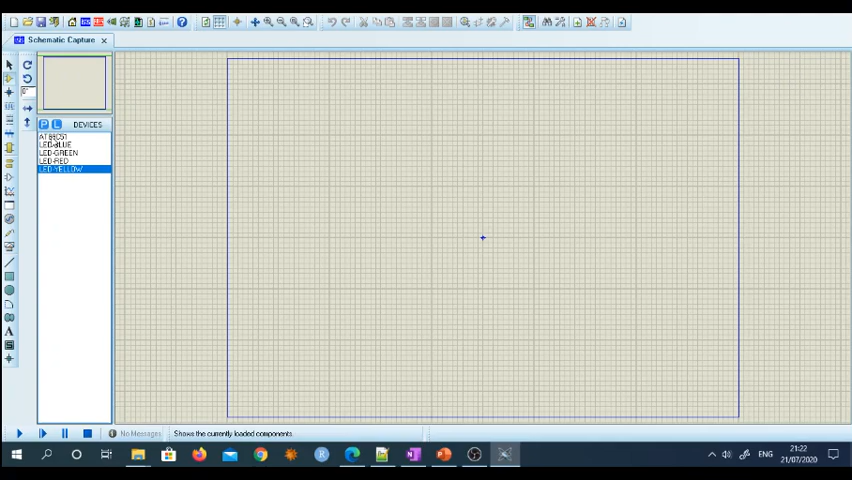 Schematic Capture
0°
P L DEVICES
AT89C51
LED-BLUE
LED-GREEN
LED-RED
LED-YELLOW
No Messages
Shows the currently loaded components.
ENG
21:22
21/07/2020